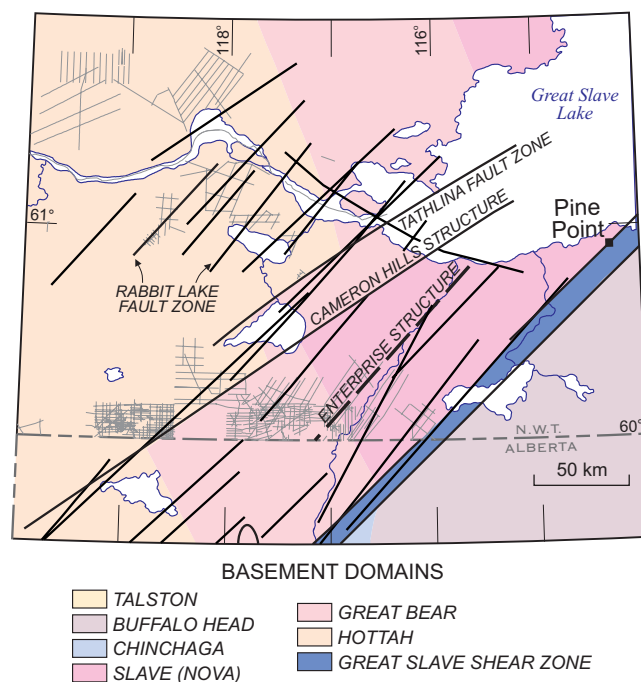 118°
116°
Great Slave
Lake
61°
TATHLINA FAULT ZONE
Pine
Point
CAMERON HILLS STRUCTURE
RABBIT LAKE
FAULT ZONE
ENTERPRISE STRUCTURE
60°
N.W.T.
ALBERTA
50 km
BASEMENT DOMAINS
TALSTON
BUFFALO HEAD
CHINCHAGA
SLAVE (NOVA)
GREAT BEAR
HOTTAH
GREAT SLAVE SHEAR ZONE